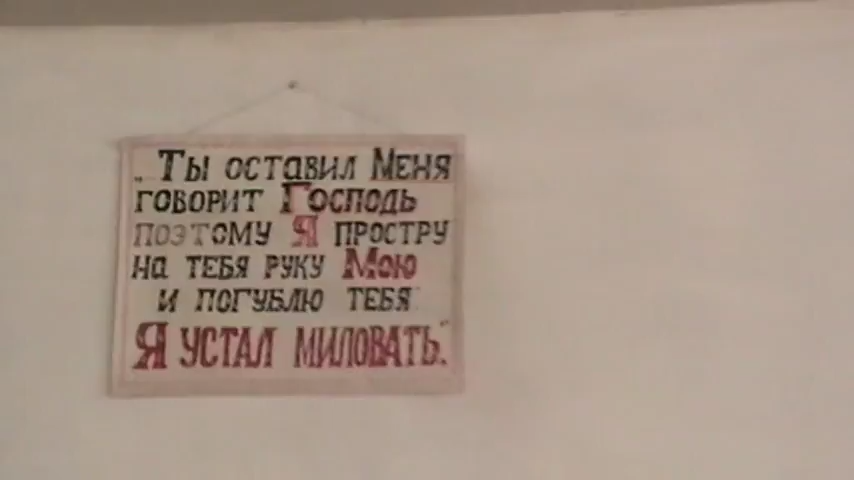 „Ты оставил Меня
говорит Господь
поэтому Я простру
на тебя руку Мою
и погублю тебя:
Я устал миловать."